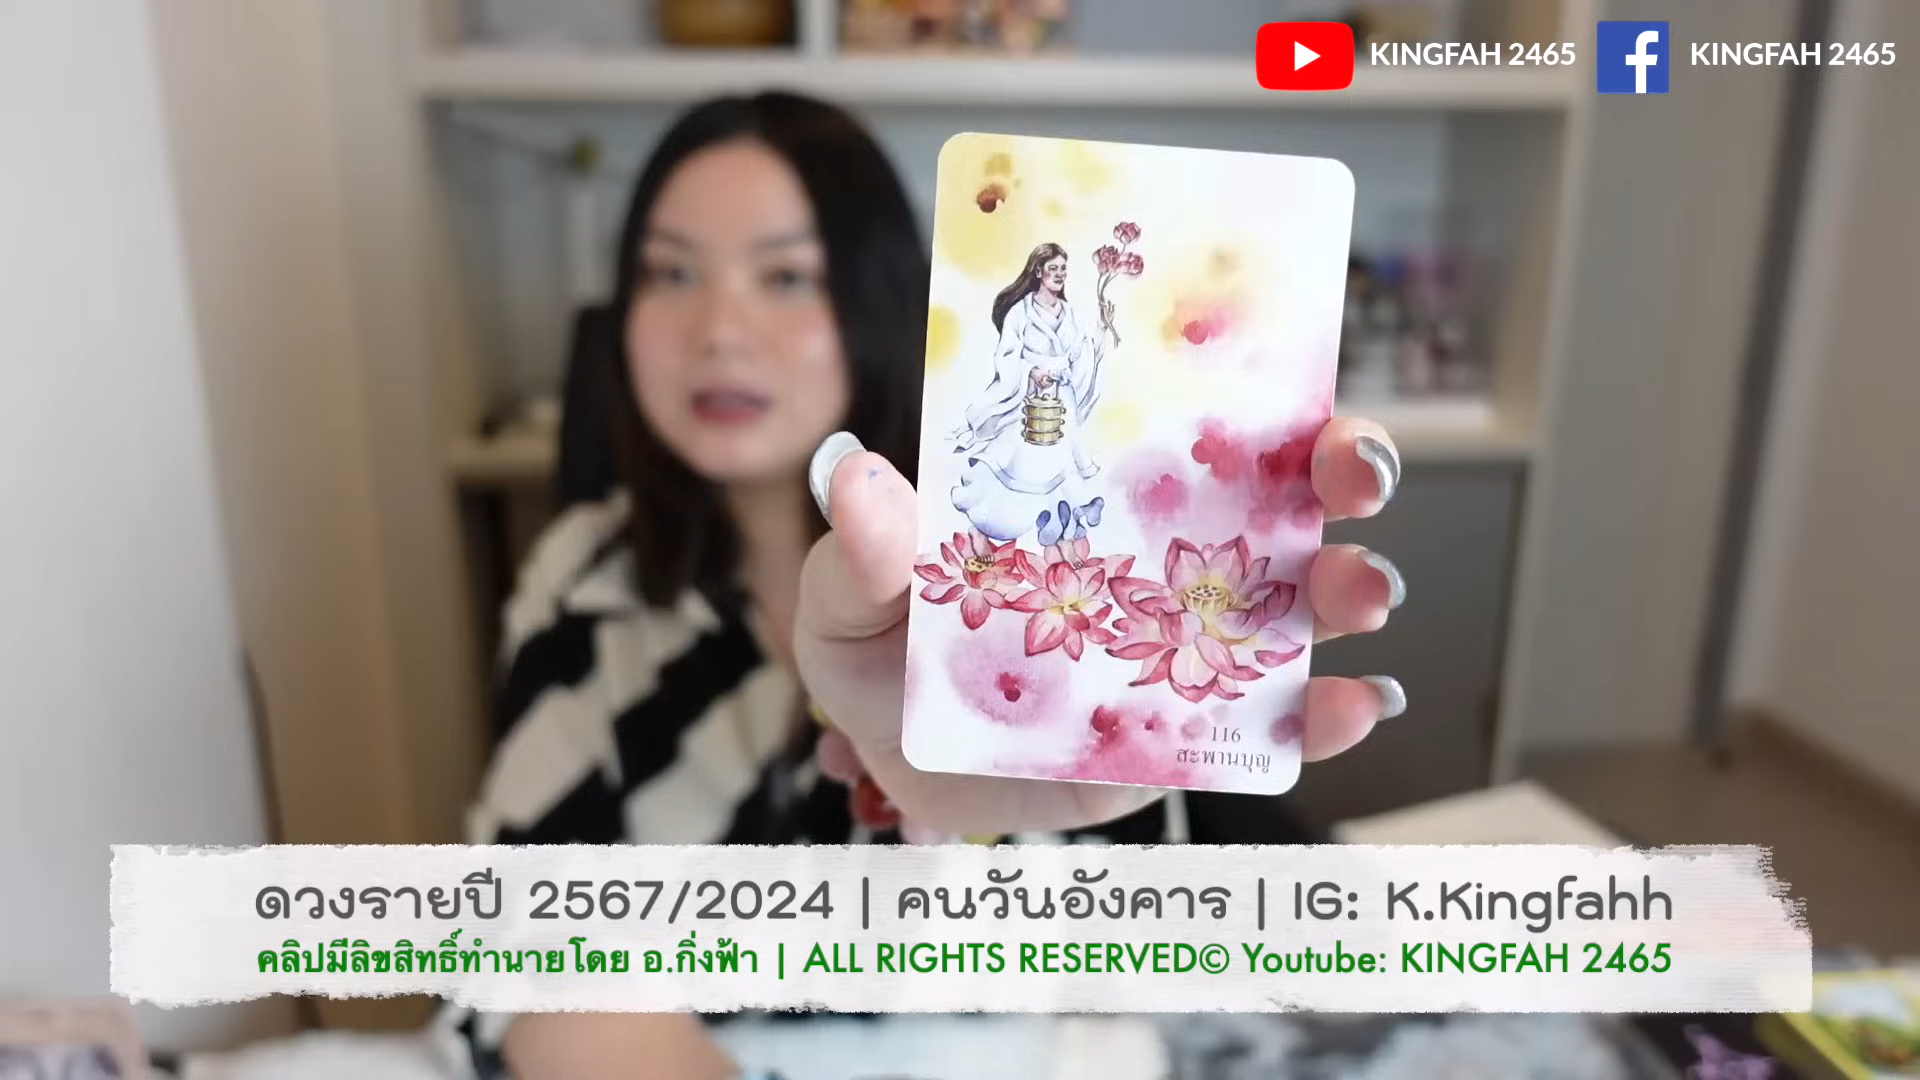 KINGFAH 2465 KINGFAH 2465
116
สะพานบุญ
ดวงรายปี 2567/2024 | คนวันอังคาร | IG: K.Kingfahh
คลิปมีลิขสิทธิ์ทำนายโดย อ.กิ่งฟ้า | ALL RIGHTS RESERVED© Youtube: KINGFAH 2465